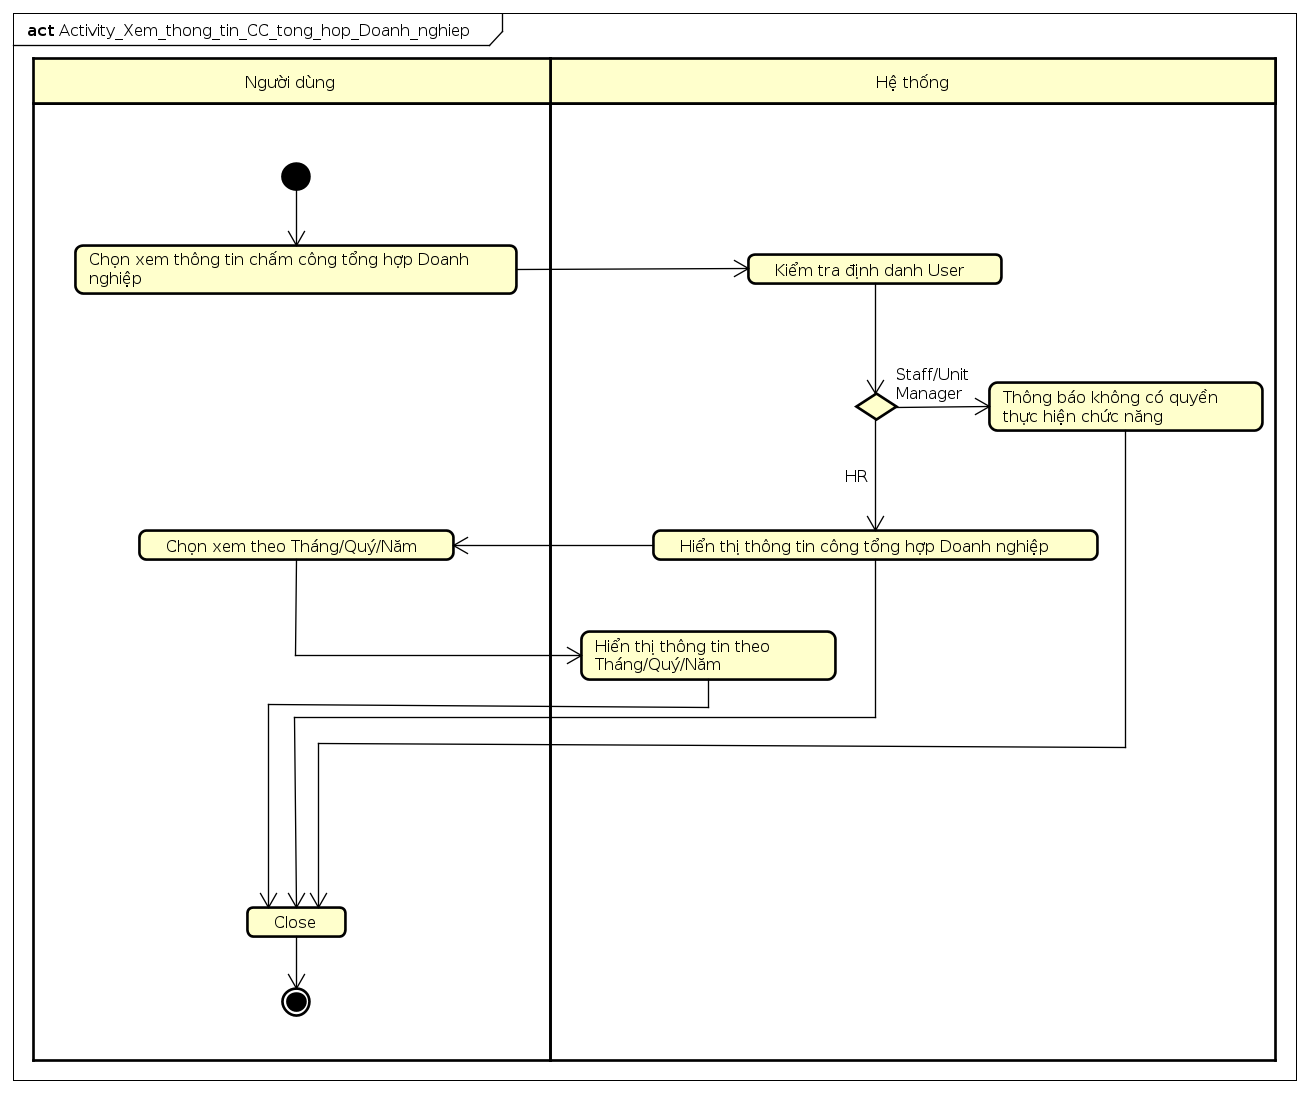 act Activity_Xem_thong_tin_CC_tong_hop_Doanh_nghiep
Người dùng
Hệ thống
Chọn xem thông tin chấm công tổng hợp Doanh
nghiệp
Kiểm tra định danh User
Staff/Unit
Manager
Thông báo không có quyền
thực hiện chức năng
HR
Chọn xem theo Tháng/Quý/Năm
Hiển thị thông tin công tổng hợp Doanh nghiệp
Hiển thị thông tin theo
Tháng/Quý/Năm
Close